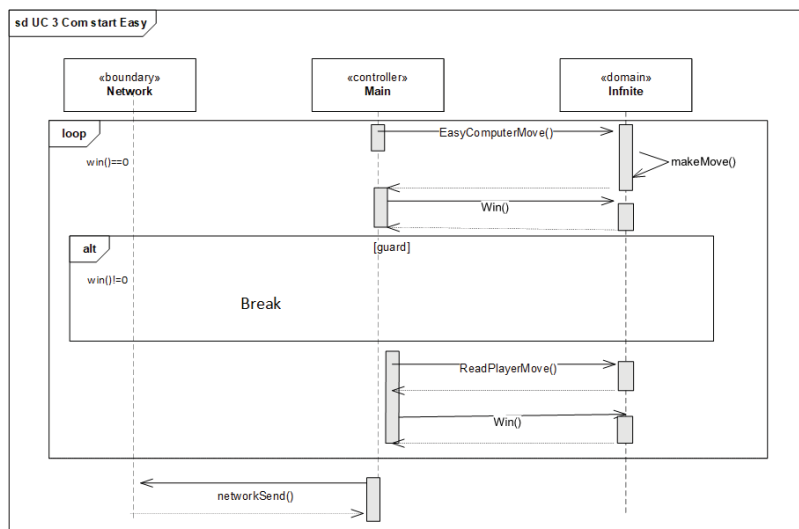 sd UC 3 Com start Easy
«boundary»
Network
«controller»
Main
«domain»
Infnite
loop
win()==0
EasyComputerMove()
makeMove()
Win()
alt
[guard]
win()!=0
Break
ReadPlayerMove()
Win()
networkSend()